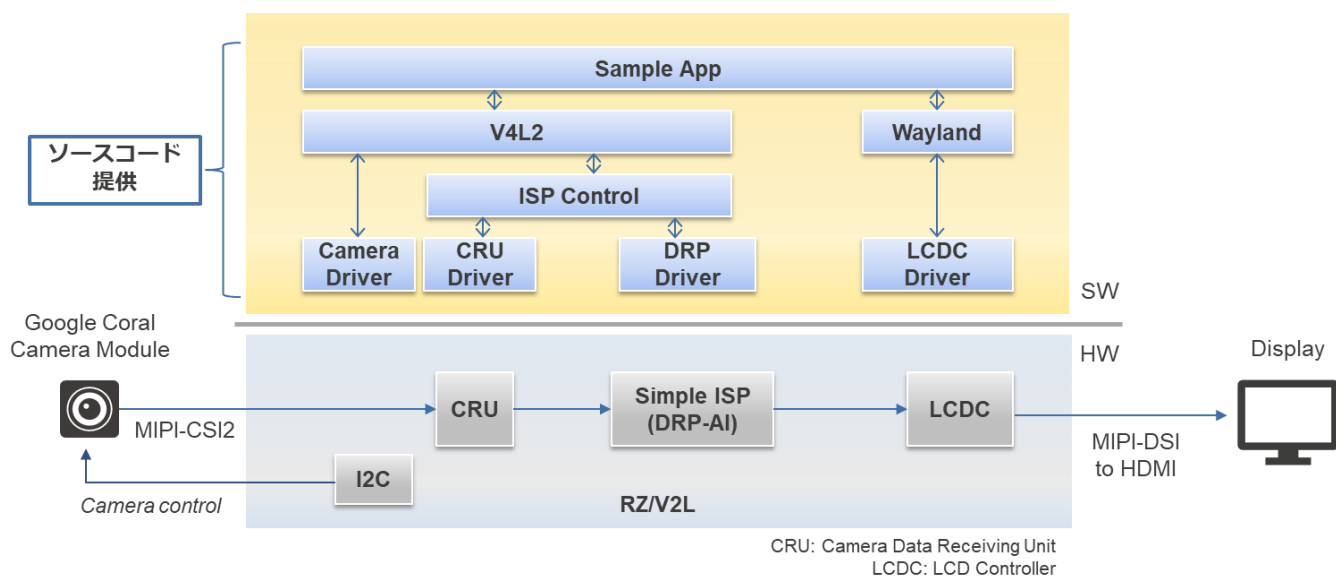 Sample App
V4L2
Wayland
ソースコード
提供
ISP Control
Camera
Driver
CRU
Driver
DRP
Driver
LCDC
Driver
SW
Google Coral
Camera Module
HW
Display
CRU
Simple ISP
(DRP-AI)
LCDC
MIPI-CSI2
MIPI-DSI
to HDMI
I2C
Camera control
RZ/V2L
CRU: Camera Data Receiving Unit
LCDC: LCD Controller